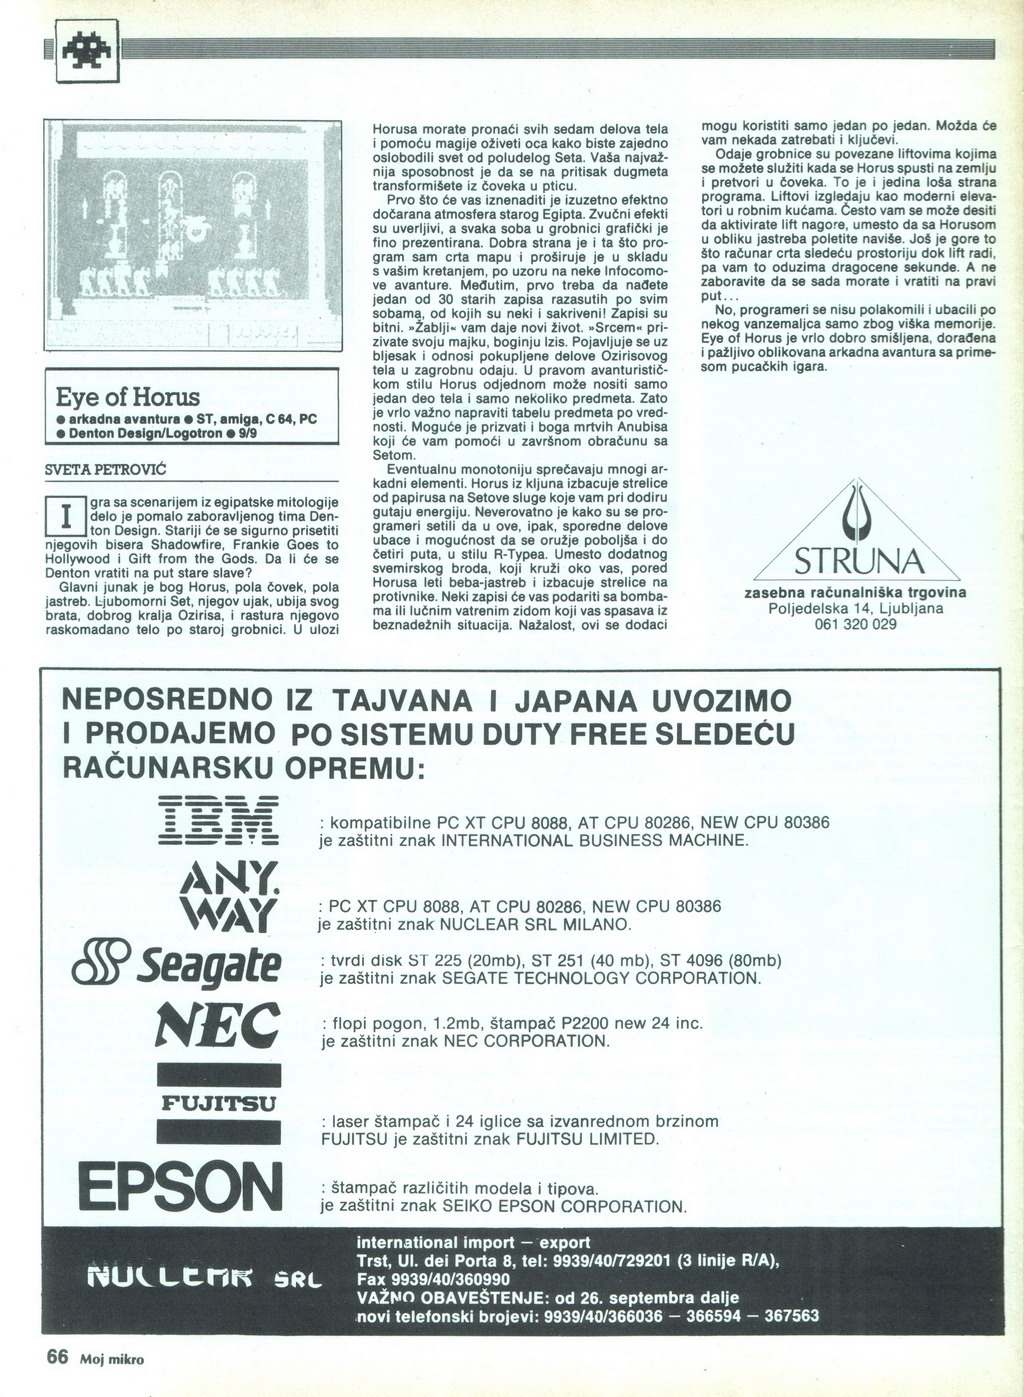 Eye of Horus
● arkadna avantura ● ST, amiga, C 64, PC
● Denton Design/Logotron ● 9/9
SVETA PETROVIĆ
Igra sa scenarijem iz egipatske mitologije
delo je pomalo zaboravljenog tima Den-
ton Design. Stariji će se sigurno prisetiti
njegovih bisera Shadowfire, Frankie Goes to
Hollywood i Gift from the Gods. Da li će se
Denton vratiti na put stare slave?
Glavni junak je bog Horus, pola čovek, pola
jastreb. Ljubomorni Set, njegov ujak, ubija svog
brata, dobrog kralja Ozirisa, i rastura njegovo
raskomadano telo po staroj grobnici. U ulozi
Horusa morate pronaći svih sedam delova tela
i pomoću magije oživeti oca kako biste zajedno
oslobodili svet od poludelog Seta. Vaša najvaž-
nija sposobnost je da se na pritisak dugmeta
transformišete iz čoveka u pticu.
Prvo što će vas iznenaditi je izuzetno efektno
dočarana atmosfera starog Egipta. Zvučni efekti
su uverljivi, a svaka soba u grobnici grafički je
fino prezentirana. Dobra strana je i ta što pro-
gram sam crta mapu i proširuje je u skladu
s vašim kretanjem, po uzoru na neke Infocomo-
ve avanture. Međutim, prvo treba da nađete
jedan od 30 starih zapisa razasutih po svim
sobama, od kojih su neki i sakriveni! Zapisi su
bitni. »Žablji« vam daje novi život. »Srcem« pri-
zivate svoju majku, boginju Izis. Pojavljuje se uz
bljesak i odnosi pokupljene delove Ozirisovog
tela u zagrobnu odaju. U pravom avanturistič-
kom stilu Horus odjednom može nositi samo
jedan deo tela i samo nekoliko predmeta. Zato
je vrlo važno napraviti tabelu predmeta po vred-
nosti. Moguće je prizvati i boga mrtvih Anubisa
koji će vam pomoći u završnom obračunu sa
Setom.
Eventualnu monotoniju sprečavaju mnogi ar-
kadni elementi. Horus iz kljuna izbacuje strelice
od papirusa na Setove sluge koje vam pri dodiru
gutaju energiju. Neverovatno je kako su se pro-
grameri setili da u ove, ipak, sporedne delove
ubace i mogućnost da se oružje poboljša i do
četiri puta, u stilu R-Typea. Umesto dodatnog
svemirskog broda, koji kruži oko vas, pored
Horusa leti beba-jastreb i izbacuje strelice na
protivnike. Neki zapisi će vas podariti sa bomba-
ma ili lučnim vatrenim zidom koji vas spasava iz
beznadežnih situacija. Nažalost, ovi se dodaci
mogu koristiti samo jedan po jedan. Možda će
vam nekada zatrebati i ključevi.
Odaje grobnice su povezane liftovima kojima
se možete služiti kada se Horus spusti na zemlju
i pretvori u čoveka. To je i jedina loša strana
programa. Liftovi izgledaju kao moderni eleva-
tori u robnim kućama. Često vam se može desiti
da aktivirate lift nagore, umesto da sa Horusom
u obliku jastreba poletite naviše. Još je gore to
što računar crta sledeću prostoriju dok lift radi,
pa vam to oduzima dragocene sekunde. A ne
zaboravite da se sada morate i vratiti na pravi
put...
No, programeri se nisu polakomili i ubacili po
nekog vanzemaljca samo zbog viška memorije.
Eye of Horus je vrlo dobro smišljena, dorađena
i pažljivo oblikovana arkadna avantura sa prime-
som pucačkih igara.
STRUNA
zasebna računalniška trgovina
Poljedelska 14, Ljubljana
061 320 029
NEPOSREDNO IZ TAJVANA I JAPANA UVOZIMO
I PRODAJEMO PO SISTEMU DUTY FREE SLEDEĆU
RAČUNARSKU OPREMU:
IBM
: kompatibilne PC XT CPU 8088, AT CPU 80286, NEW CPU 80386
je zaštitni znak INTERNATIONAL BUSINESS MACHINE.
ANY.
WAY
: PC XT CPU 8088, AT CPU 80286, NEW CPU 80386
je zaštitni znak NUCLEAR SRL MILANO.
Seagate
: tvrdi disk ST 225 (20mb), ST 251 (40 mb), ST 4096 (80mb)
je zaštitni znak SEGATE TECHNOLOGY CORPORATION.
NEC
: flopi pogon, 1.2mb, štampač P2200 new 24 inc.
je zaštitni znak NEC CORPORATION.
FUJITSU
: laser štampač i 24 iglice sa izvanrednom brzinom
FUJITSU je zaštitni znak FUJITSU LIMITED.
EPSON
: štampač različitih modela i tipova.
je zaštitni znak SEIKO EPSON CORPORATION.
NUCLEAR SRL
international import — export
Trst, Ul. dei Porta 8, tel: 9939/40/729201 (3 linije R/A),
Fax 9939/40/360990
VAŽNO OBAVEŠTENJE: od 26. septembra dalje
novi telefonski brojevi: 9939/40/366036 — 366594 — 367563
66 Moj mikro